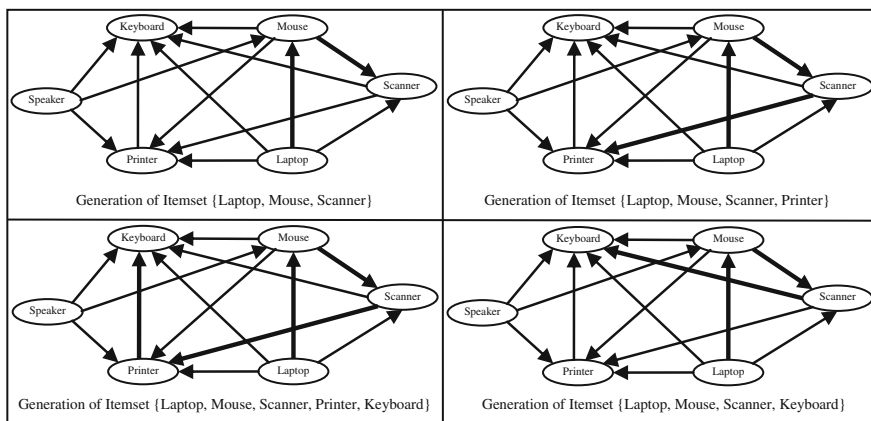 Keyboard
Mouse
Speaker
Scanner
Printer
Laptop
Generation of Itemset {Laptop, Mouse, Scanner}
Keyboard
Mouse
Speaker
Scanner
Printer
Laptop
Generation of Itemset {Laptop, Mouse, Scanner, Printer}
Keyboard
Mouse
Speaker
Scanner
Printer
Laptop
Generation of Itemset {Laptop, Mouse, Scanner, Printer, Keyboard}
Keyboard
Mouse
Speaker
Scanner
Printer
Laptop
Generation of Itemset {Laptop, Mouse, Scanner, Keyboard}